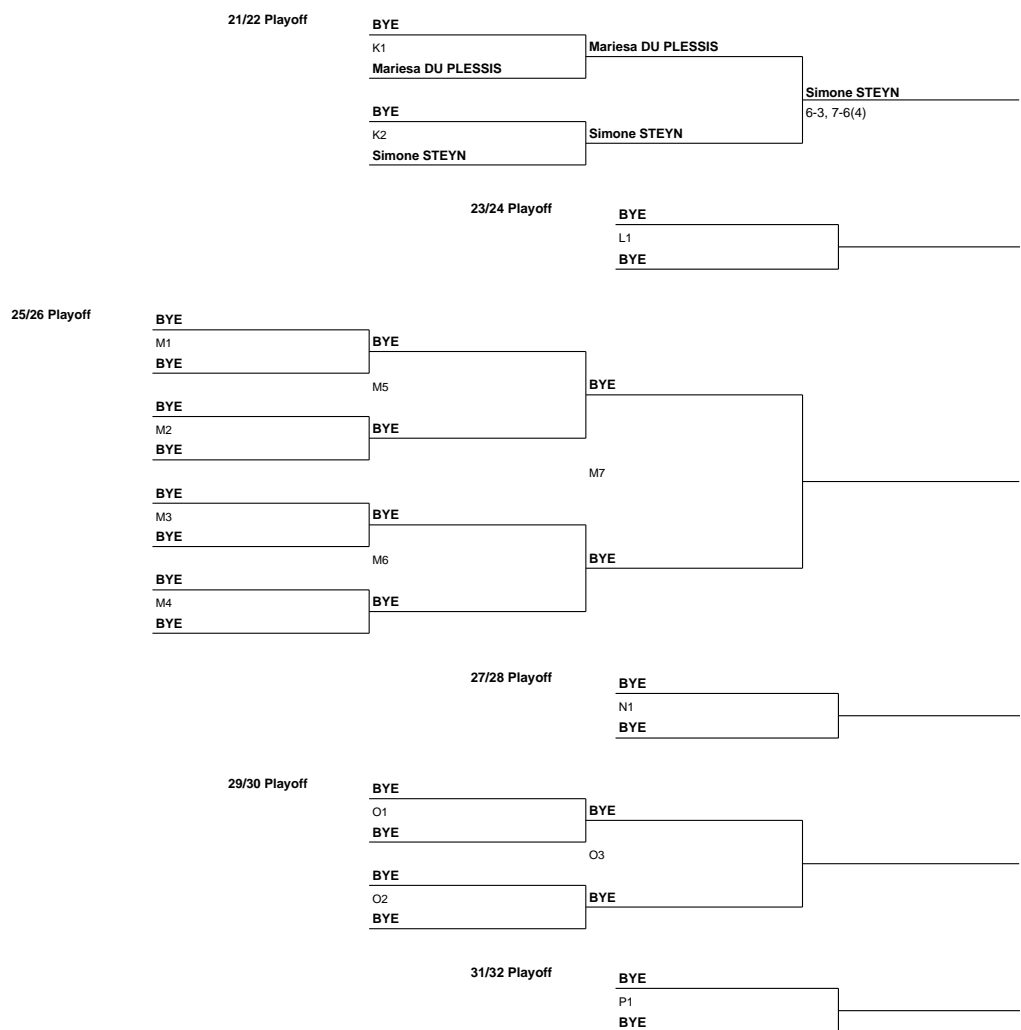 21/22 Playoff
BYE
K1
Mariesa DU PLESSIS
Mariesa DU PLESSIS
Simone STEYN
6-3, 7-6(4)
BYE
K2
Simone STEYN
Simone STEYN
23/24 Playoff
BYE
L1
BYE
25/26 Playoff
BYE
M1
BYE
BYE
M5
BYE
BYE
M2
BYE
BYE
M7
BYE
M3
BYE
BYE
M6
BYE
BYE
M4
BYE
BYE
27/28 Playoff
BYE
N1
BYE
29/30 Playoff
BYE
O1
BYE
BYE
O3
BYE
O2
BYE
BYE
31/32 Playoff
BYE
P1
BYE